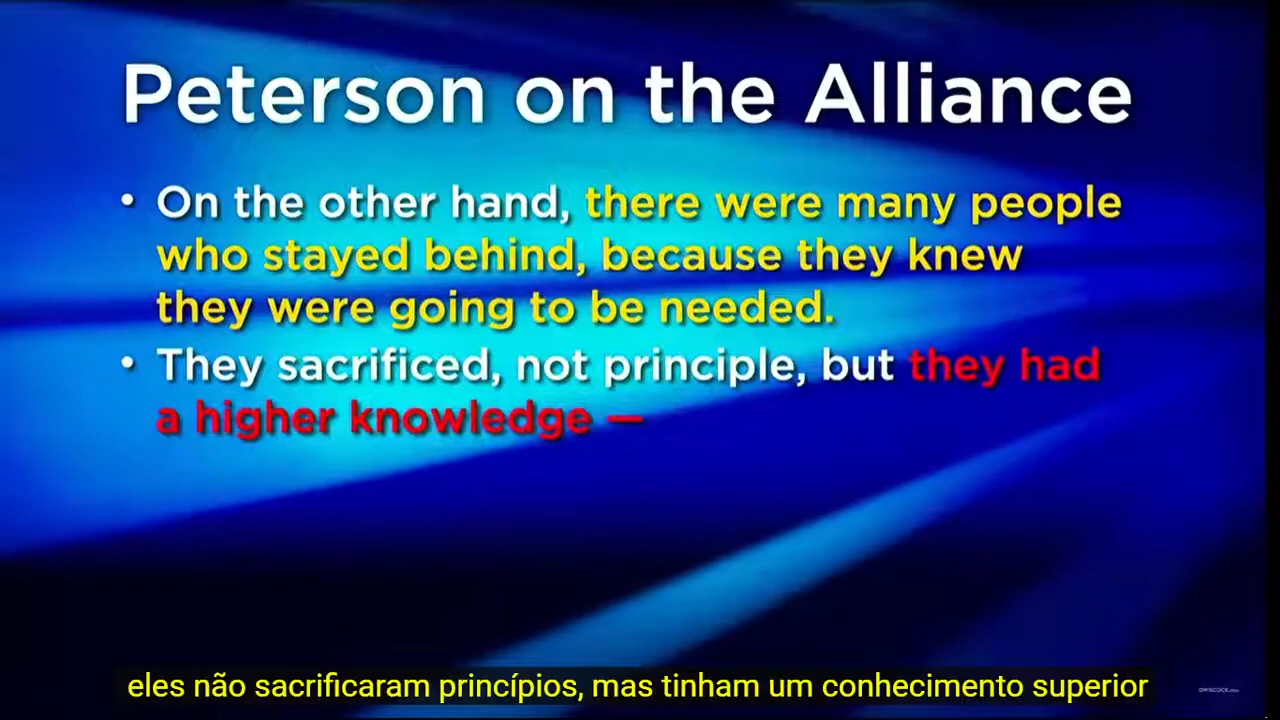 Peterson on the Alliance
• On the other hand, there were many people
who stayed behind, because they knew
they were going to be needed.
• They sacrificed, not principle, but they had
a higher knowledge —
eles não sacrificaram princípios, mas tinham um conhecimento superior